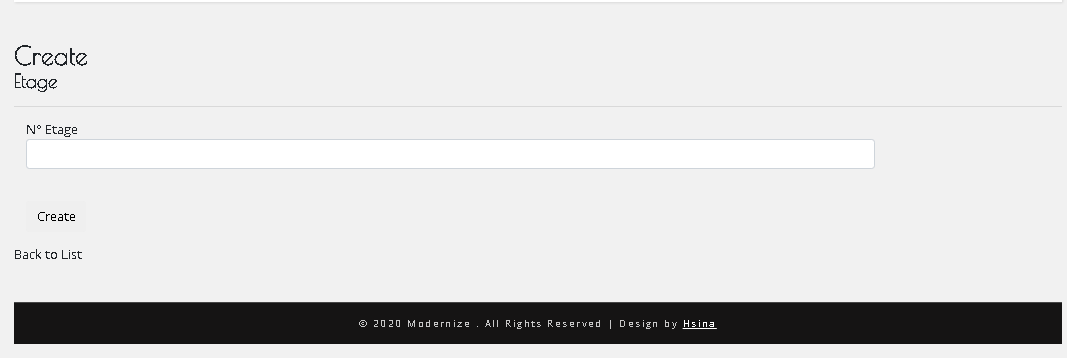 Create
Etage
N° Etage
Create
Back to List
© 2020 Modernize . All Rights Reserved | Design by Hsina